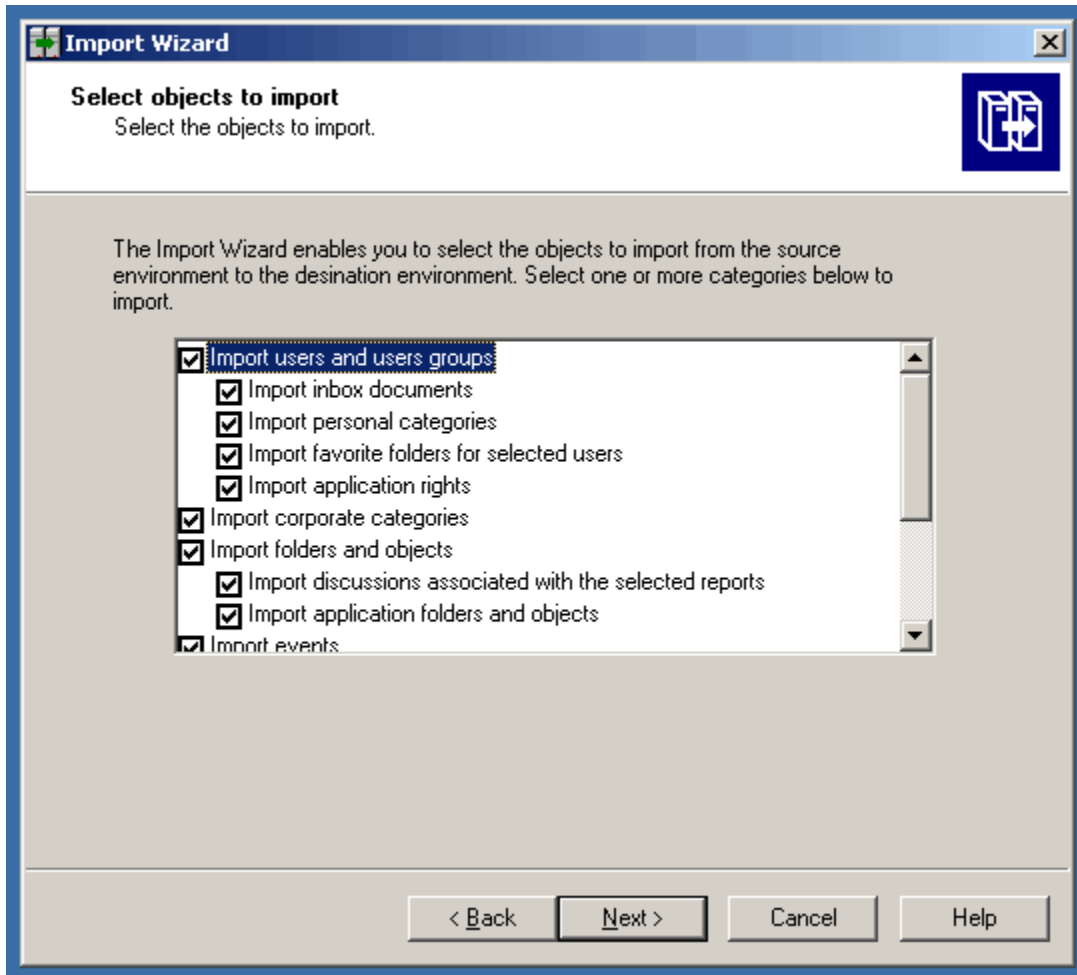 Import Wizard
Select objects to import
Select the objects to import.
The Import Wizard enables you to select the objects to import from the source
environment to the desination environment. Select one or more categories below to
import.
Import users and users groups
Import inbox documents
Import personal categories
Import favorite folders for selected users
Import application rights
Import corporate categories
Import folders and objects
Import discussions associated with the selected reports
Import application folders and objects
Import events
< Back
Next >
Cancel
Help